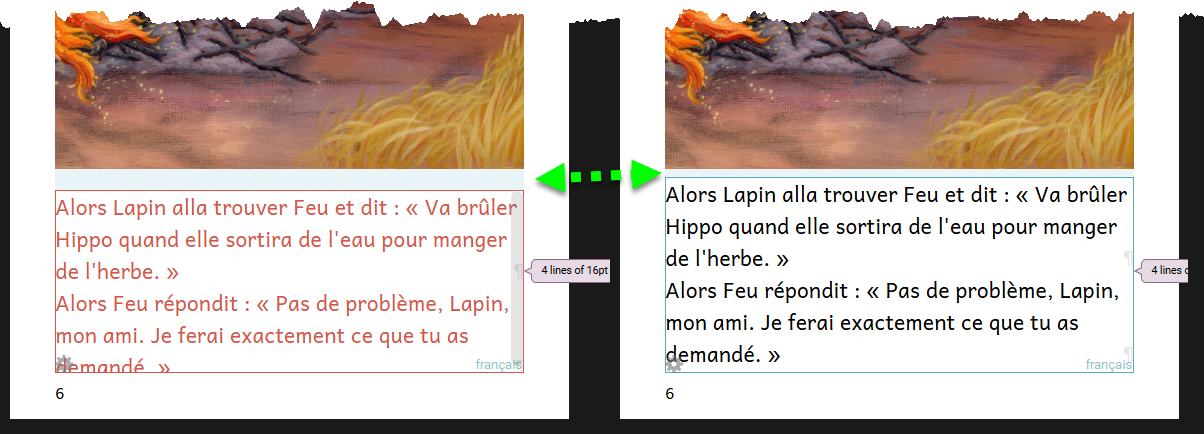 Alors Lapin alla trouver Feu et dit : « Va brûler
Hippo quand elle sortira de l'eau pour manger
de l'herbe. » ¶
4 lines of 16pt
Alors Feu répondit : « Pas de problème, Lapin,
mon ami. Je ferai exactement ce que tu as
demandé. »
français
6
Alors Lapin alla trouver Feu et dit : « Va brûler
Hippo quand elle sortira de l'eau pour manger
de l'herbe. » ¶
4 lines o
Alors Feu répondit : « Pas de problème, Lapin,
mon ami. Je ferai exactement ce que tu as
demandé. » ¶
français
6